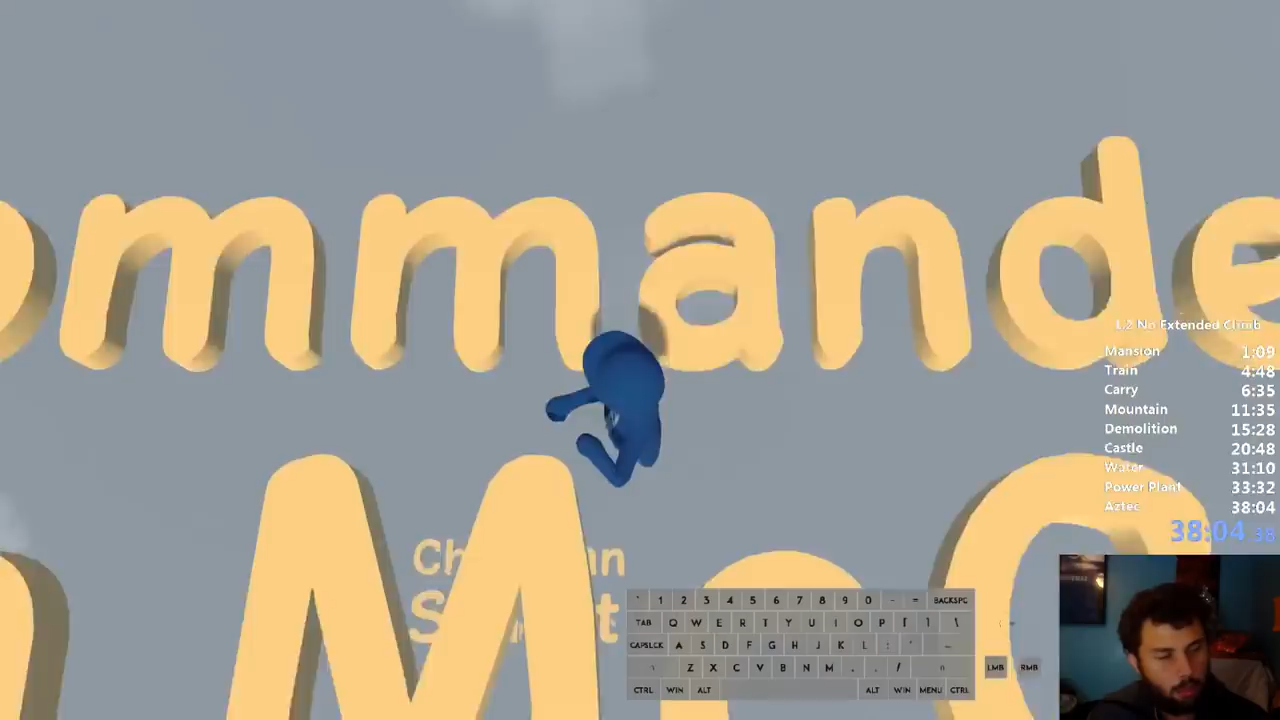 ommande
M
1.2 No Extended Climb
Mansion 1:09
Train 4:48
Carry 6:35
Mountain 11:35
Demolition 15:28
Castle 20:48
Water 31:10
Power Plant 33:32
Aztec 38:04
38:04.38
` 1 2 3 4 5 6 7 8 9 0 - = BACKSPC
TAB Q W E R T Y U I O P [ ] \
CAPSLCK A S D F G H J K L ; '
Z X C V B N M , . /
CTRL WIN ALT ALT WIN MENU CTRL
LMB RMB